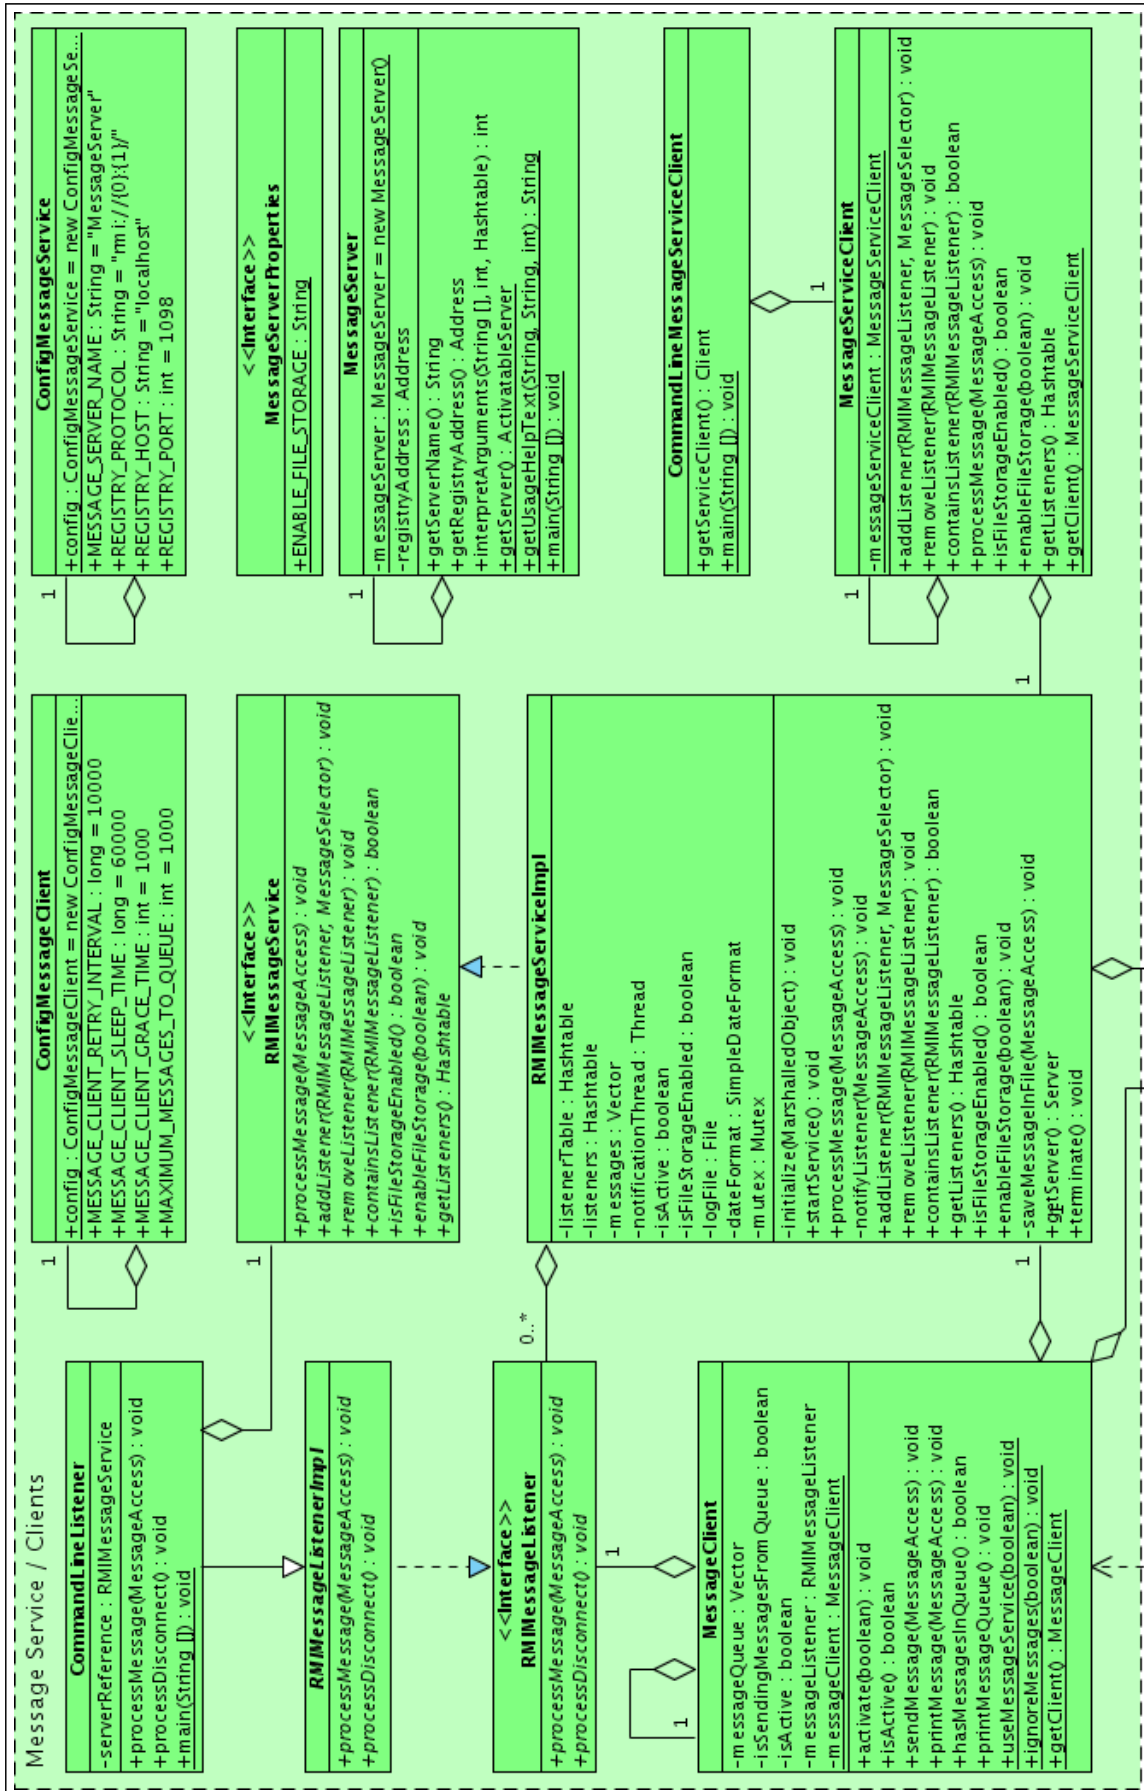 Message Service / Clients
CommandLineListener
-serverReference : RMIMessageService
+processMessage(MessageAccess) : void
+processDisconnect() : void
+main(String []) : void
RMIMessageListenerImpl
+processMessage(MessageAccess) : void
+processDisconnect() : void
<<Interface>>
RMIMessageListener
+processMessage(MessageAccess) : void
+processDisconnect() : void
1
0..*
MessageClient
-messageQueue : Vector
-isSendingMessagesFromQueue : boolean
-isActive : boolean
-messageListener : RMIMessageListener
-messageClient : MessageClient
+activate(boolean) : void
+isActive() : boolean
+sendMessage(MessageAccess) : void
+printMessage(MessageAccess) : void
+hasMessagesInQueue() : boolean
+printMessageQueue() : void
+useMessageService(boolean) : void
+ignoreMessages(boolean) : void
+getClient() : MessageClient
1
ConfigMessageClient
+config : ConfigMessageClient = new ConfigMessageClie...
+MESSAGE_CLIENT_RETRY_INTERVAL : long = 10000
+MESSAGE_CLIENT_SLEEP_TIME : long = 60000
+MESSAGE_CLIENT_GRACE_TIME : int = 1000
+MAXIMUM_MESSAGES_TO_QUEUE : int = 1000
1
<<Interface>>
RMIMessageService
+processMessage(MessageAccess) : void
+addListener(RMIMessageListener, MessageSelector) : void
+removeListener(RMIMessageListener) : void
+containsListener(RMIMessageListener) : boolean
+isFileStorageEnabled() : boolean
+enableFileStorage(boolean) : void
+getListeners() : Hashtable
1
RMIMessageServiceImpl
-listenerTable : Hashtable
-listeners : Hashtable
-messages : Vector
-notificationThread : Thread
-isActive : boolean
-isFileStorageEnabled : boolean
-logFile : File
-dateFormat : SimpleDateFormat
-mutex : Mutex
-initialize(MarshalledObject) : void
+startService() : void
+processMessage(MessageAccess) : void
-notifyListener(MessageAccess) : void
+addListener(RMIMessageListener, MessageSelector) : void
+removeListener(RMIMessageListener) : void
+containsListener(RMIMessageListener) : boolean
+getListeners() : Hashtable
+isFileStorageEnabled() : boolean
+enableFileStorage(boolean) : void
-saveMessageInFile(MessageAccess) : void
+getServer() : Server
+terminate() : void
1
1
ConfigMessageService
+config : ConfigMessageService = new ConfigMessageSe...
+MESSAGE_SERVER_NAME : String = "MessageServer"
+REGISTRY_PROTOCOL : String = "rmi://{0}:{1}/"
+REGISTRY_HOST : String = "localhost"
+REGISTRY_PORT : int = 1098
1
<<Interface>>
MessageServerProperties
+ENABLE_FILE_STORAGE : String
MessageServer
-messageServer : MessageServer = new MessageServer()
-registryAddress : Address
+getServerName() : String
+getRegistryAddress() : Address
+interpretArguments(String [], int, Hashtable) : int
+getServer() : ActivatableServer
+getUsageHelpText(String, String, int) : String
+main(String []) : void
1
CommandLineMessageServiceClient
+getServiceClient() : Client
+main(String []) : void
1
MessageServiceClient
-messageServiceClient : MessageServiceClient
+addListener(RMIMessageListener, MessageSelector) : void
+removeListener(RMIMessageListener) : void
+containsListener(RMIMessageListener) : boolean
+processMessage(MessageAccess) : void
+isFileStorageEnabled() : boolean
+enableFileStorage(boolean) : void
+getListeners() : Hashtable
+getClient() : MessageServiceClient
1